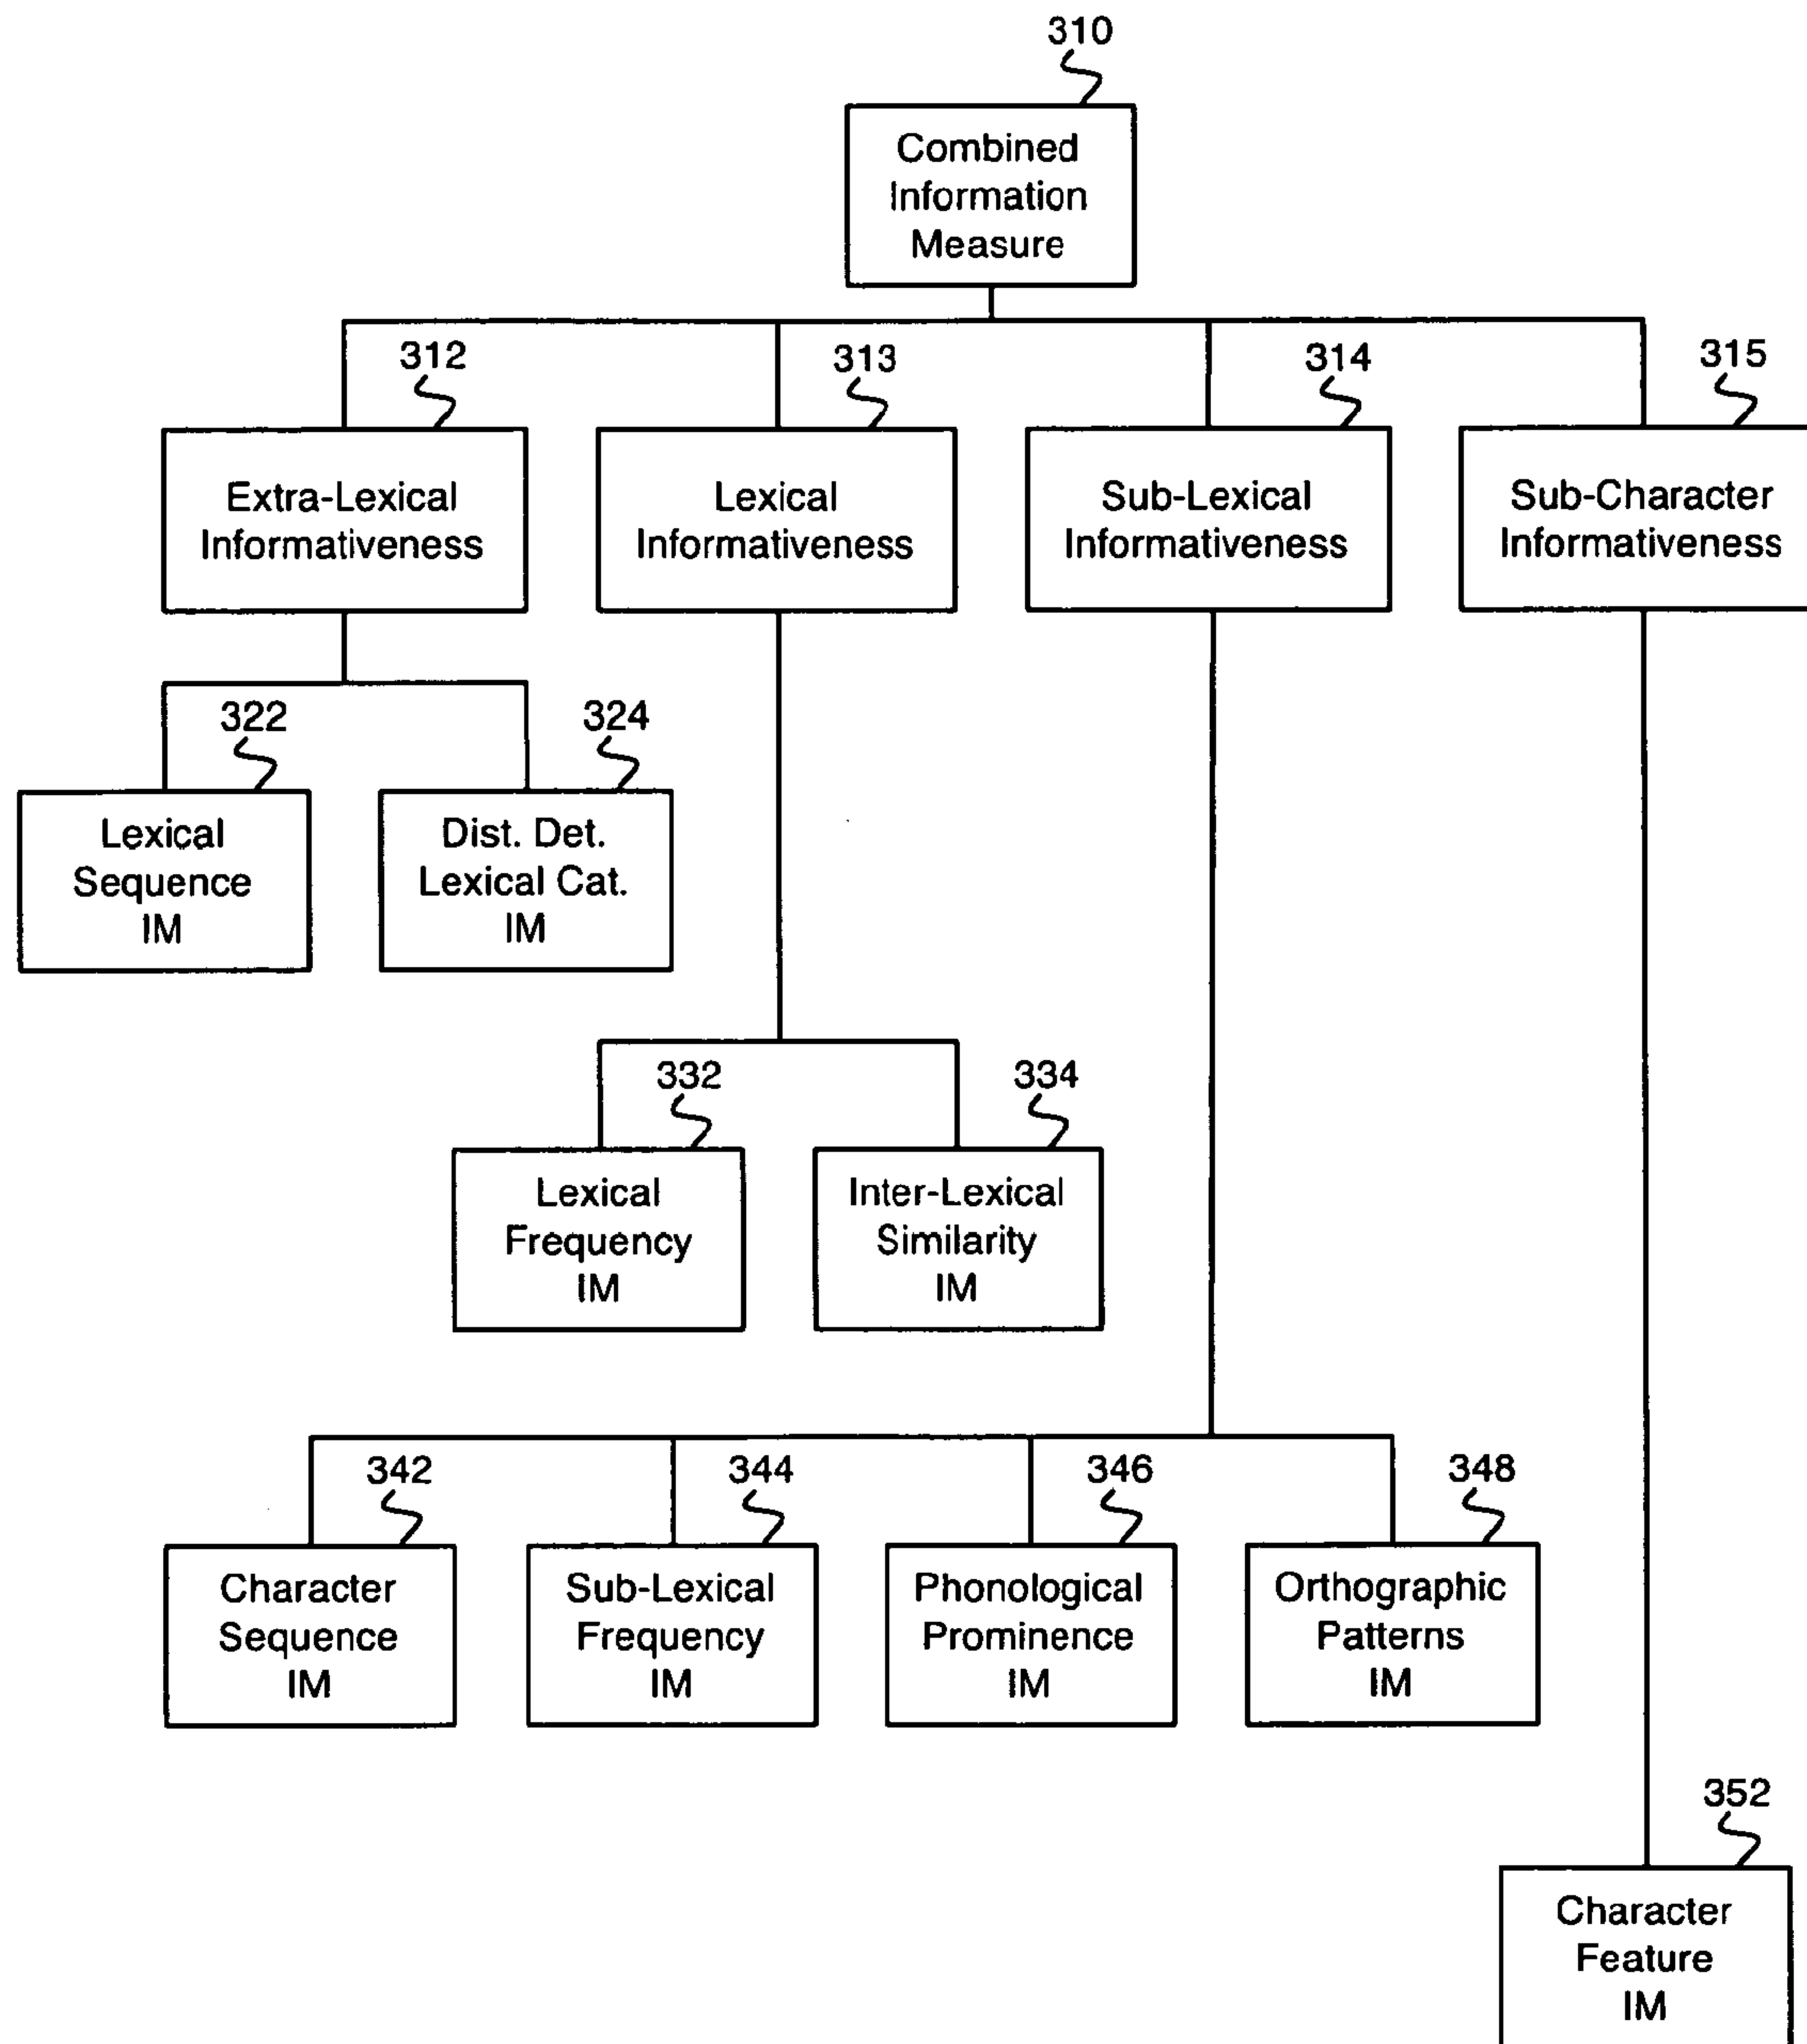 310
Combined
Information
Measure
312
313
314
315
Extra-Lexical
Informativeness
Lexical
Informativeness
Sub-Lexical
Informativeness
Sub-Character
Informativeness
322
324
Lexical
Sequence
IM
Dist. Det.
Lexical Cat.
IM
332
334
Lexical
Frequency
IM
Inter-Lexical
Similarity
IM
342
344
346
348
Character
Sequence
IM
Sub-Lexical
Frequency
IM
Phonological
Prominence
IM
Orthographic
Patterns
IM
352
Character
Feature
IM